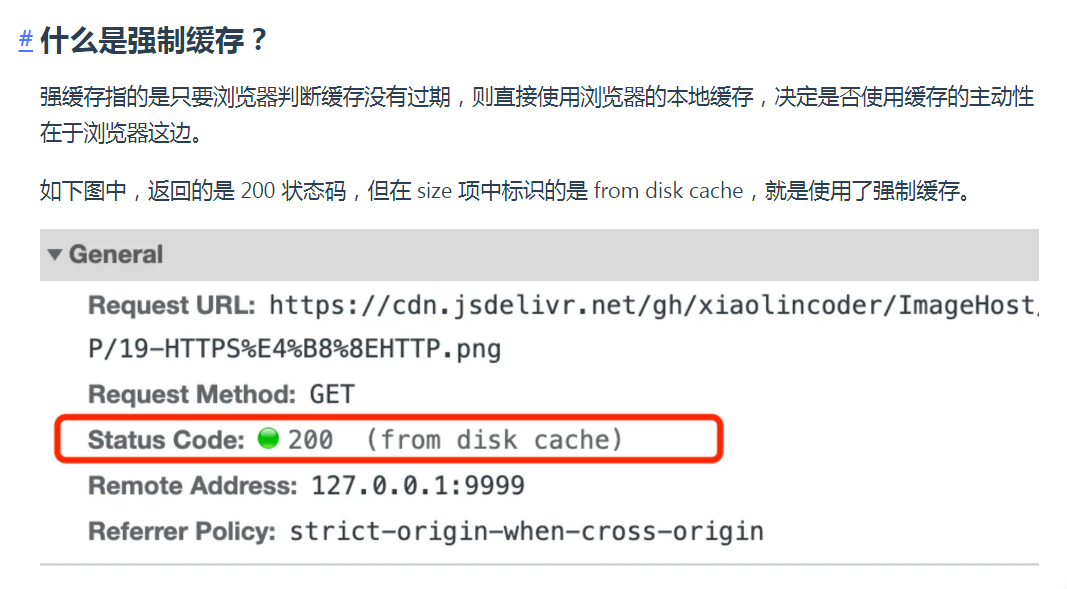 # 什么是强制缓存？
强缓存指的是只要浏览器判断缓存没有过期，则直接使用浏览器的本地缓存，决定是否使用缓存的主动性
在于浏览器这边。
如下图中，返回的是 200 状态码，但在 size 项中标识的是 from disk cache，就是使用了强制缓存。
▼ General
Request URL: https://cdn.jsdelivr.net/gh/xiaolincoder/ImageHost/
P/19-HTTPS%E4%B8%8EHTTP.png
Request Method: GET
Status Code: 200 (from disk cache)
Remote Address: 127.0.0.1:9999
Referrer Policy: strict-origin-when-cross-origin